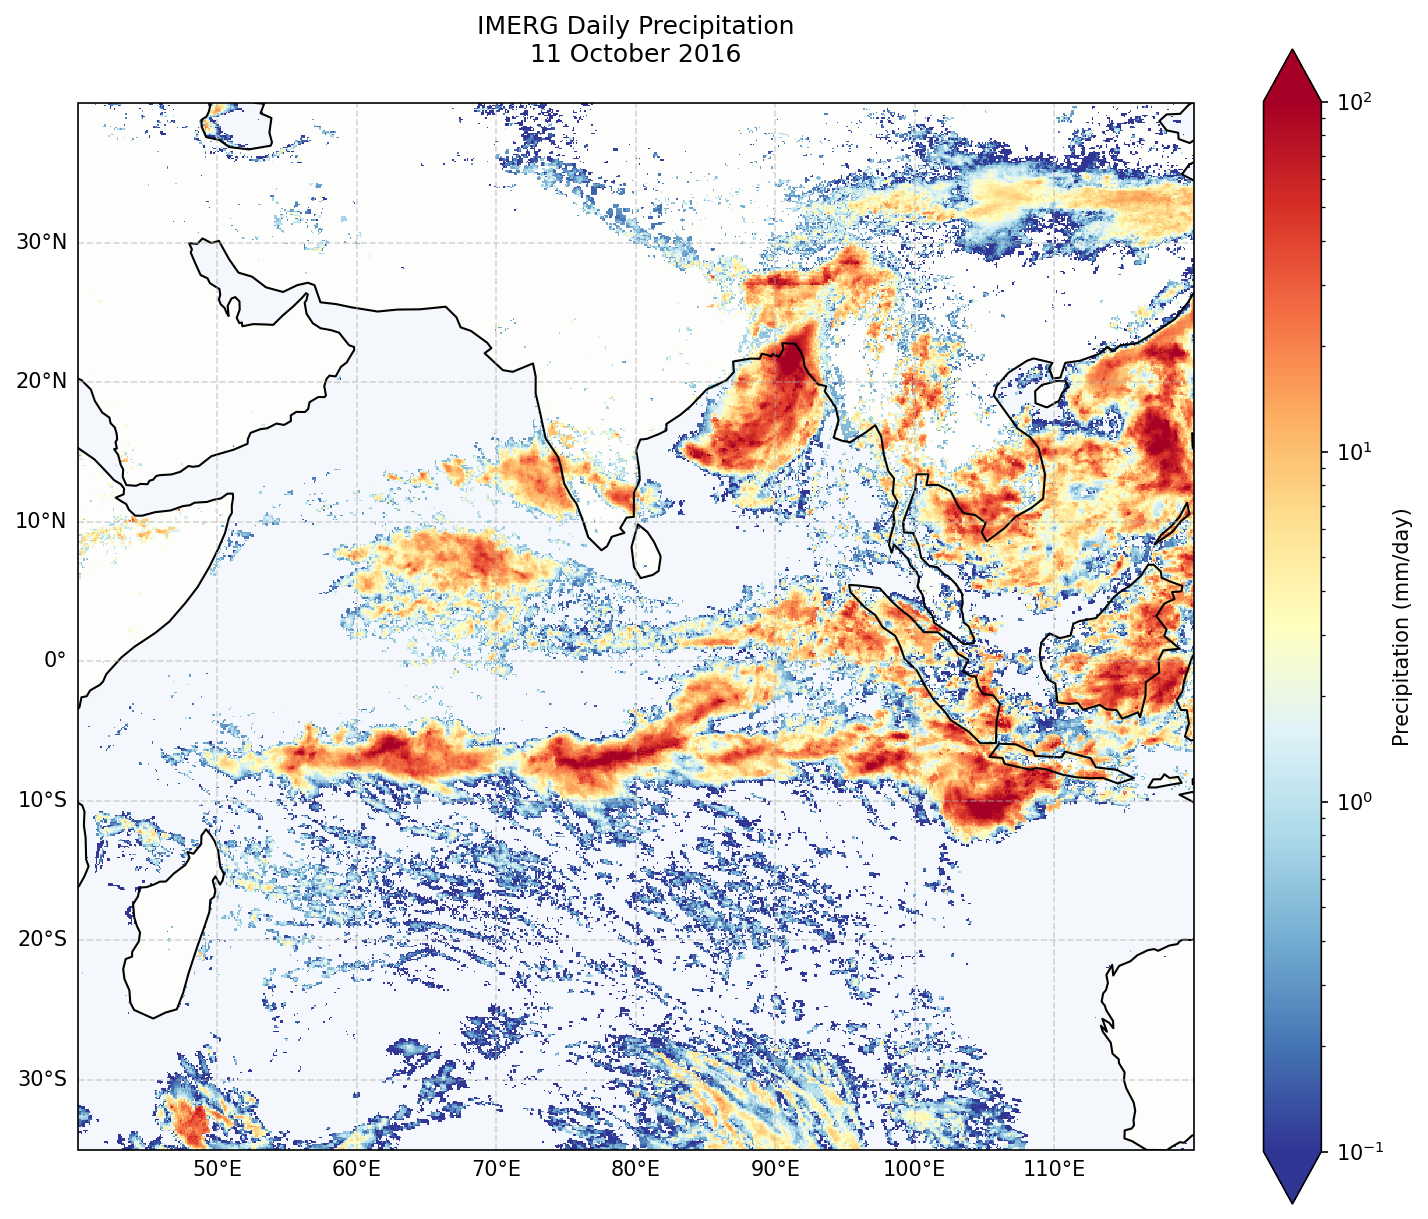 IMERG Daily Precipitation
11 October 2016
30°N
20°N
10°N
0°
10°S
20°S
30°S
50°E
60°E
70°E
80°E
90°E
100°E
110°E
10²
10¹
10⁰
10⁻¹
Precipitation (mm/day)